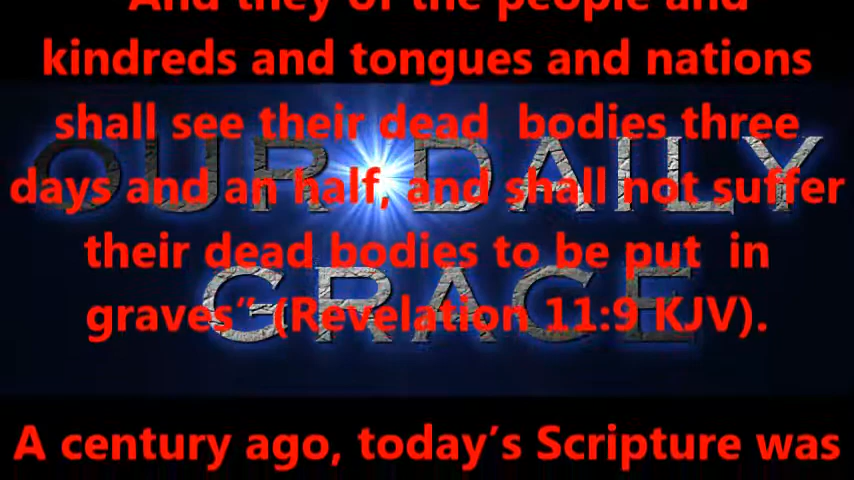 And they of the people and
kindreds and tongues and nations
shall see their dead bodies three
days and an half, and shall not suffer
their dead bodies to be put in
graves” (Revelation 11:9 KJV).
A century ago, today’s Scripture was
OUR DAILY
GRACE